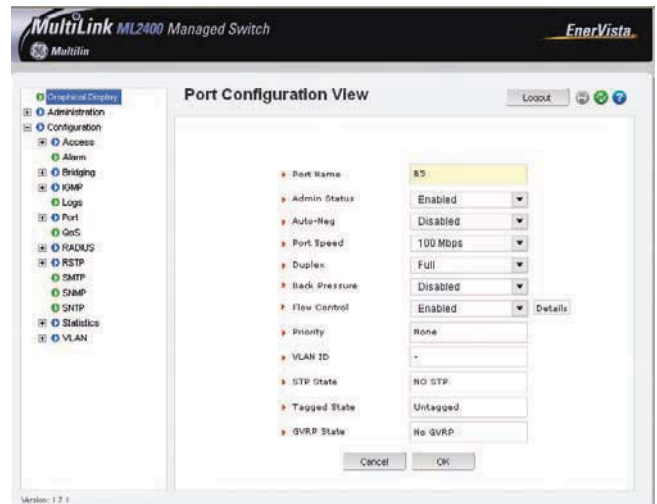 MultiLink ML2400 Managed Switch
EnerVista
Multilin
Port Configuration View
Logout
Graphical Display
Administration
Configuration
Access
Alarm
Bridging
IGMP
Logs
Port
QoS
RADIUS
RSTP
SMTP
SNMP
SNTP
Statistics
VLAN
Port Name B5
Admin Status Enabled
Auto-Neg Disabled
Port Speed 100 Mbps
Duplex Full
Back Pressure Disabled
Flow Control Enabled Details
Priority None
VLAN ID -
STP State NO STP
Tagged State Untagged
GVRP State No GVRP
Cancel OK
Version: 1.7.1